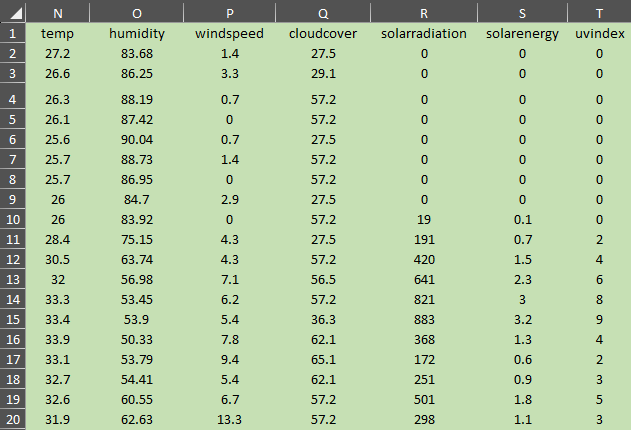 N O P Q R S T
1 temp humidity windspeed cloudcover solarradiation solarenergy uvindex
2 27.2 83.68 1.4 27.5 0 0 0
3 26.6 86.25 3.3 29.1 0 0 0
4 26.3 88.19 0.7 57.2 0 0 0
5 26.1 87.42 0 57.2 0 0 0
6 25.6 90.04 0.7 27.5 0 0 0
7 25.7 88.73 1.4 57.2 0 0 0
8 25.7 86.95 0 57.2 0 0 0
9 26 84.7 2.9 27.5 0 0 0
10 26 83.92 0 57.2 19 0.1 0
11 28.4 75.15 4.3 27.5 191 0.7 2
12 30.5 63.74 4.3 57.2 420 1.5 4
13 32 56.98 7.1 56.5 641 2.3 6
14 33.3 53.45 6.2 57.2 821 3 8
15 33.4 53.9 5.4 36.3 883 3.2 9
16 33.9 50.33 7.8 62.1 368 1.3 4
17 33.1 53.79 9.4 65.1 172 0.6 2
18 32.7 54.41 5.4 62.1 251 0.9 3
19 32.6 60.55 6.7 57.2 501 1.8 5
20 31.9 62.63 13.3 57.2 298 1.1 3